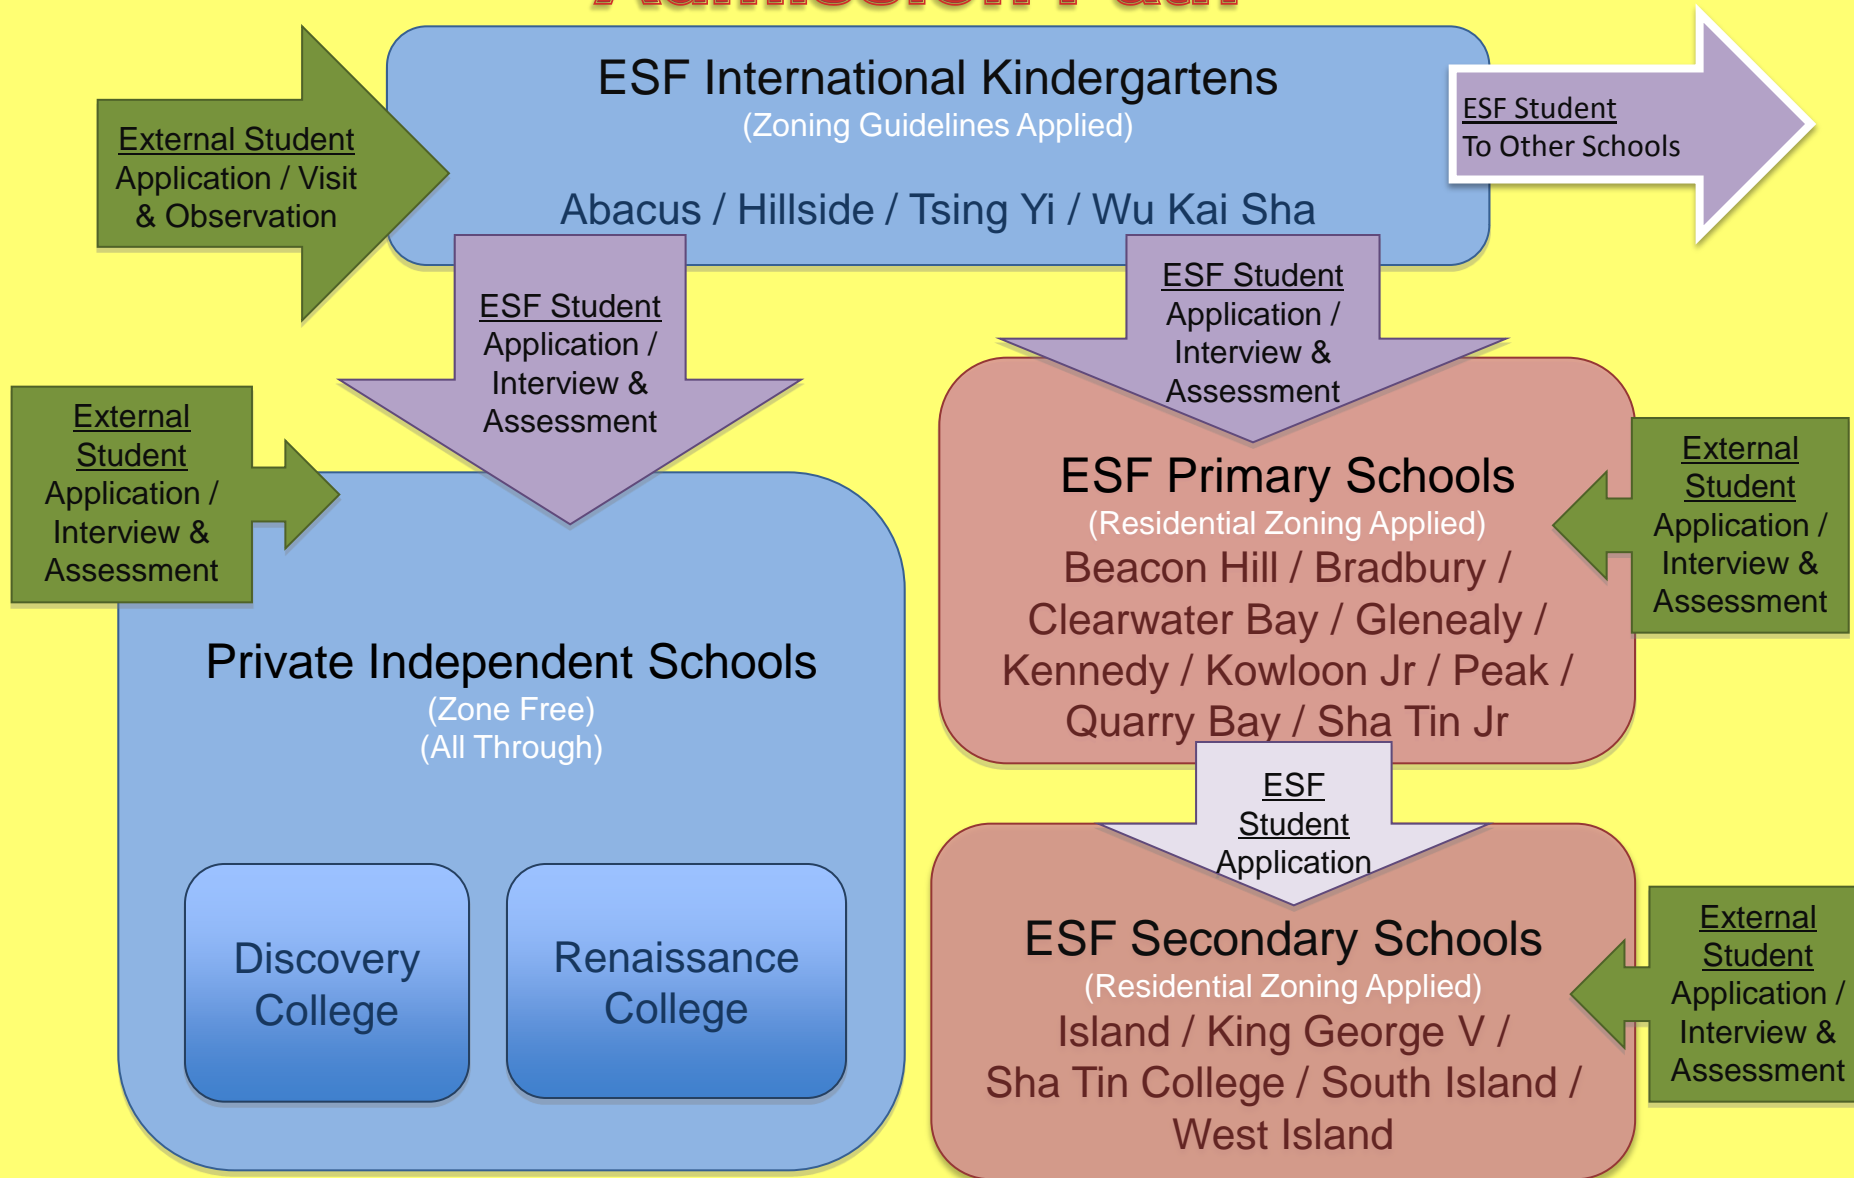 Admission Path
ESF International Kindergartens
(Zoning Guidelines Applied)
Abacus / Hillside / Tsing Yi / Wu Kai Sha
External Student
Application / Visit
& Observation
ESF Student
To Other Schools
ESF Student
Application /
Interview &
Assessment
ESF Student
Application /
Interview &
Assessment
External
Student
Application /
Interview &
Assessment
Private Independent Schools
(Zone Free)
(All Through)
Discovery
College
Renaissance
College
ESF Primary Schools
(Residential Zoning Applied)
Beacon Hill / Bradbury /
Clearwater Bay / Glenealy /
Kennedy / Kowloon Jr / Peak /
Quarry Bay / Sha Tin Jr
External
Student
Application /
Interview &
Assessment
ESF
Student
Application
ESF Secondary Schools
(Residential Zoning Applied)
Island / King George V /
Sha Tin College / South Island /
West Island
External
Student
Application /
Interview &
Assessment